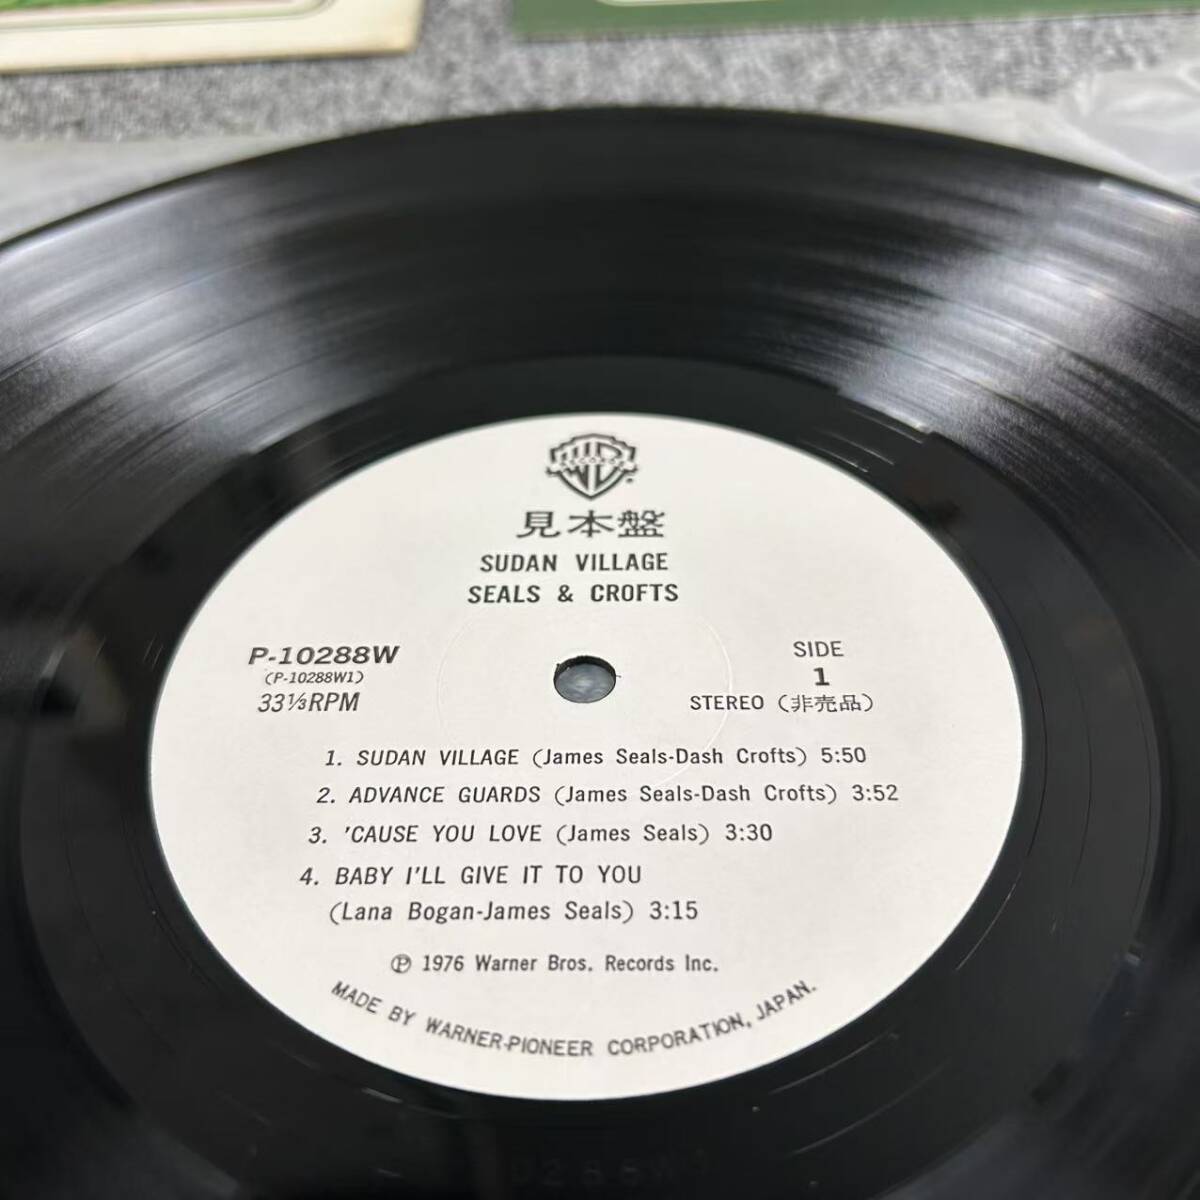 RECORDS
見本盤
SUDAN VILLAGE
SEALS & CROFTS
P-10288W
(P-10288W1)
33⅓RPM
SIDE
1
STEREO (非売品)
1. SUDAN VILLAGE (James Seals-Dash Crofts) 5:50
2. ADVANCE GUARDS (James Seals-Dash Crofts) 3:52
3. 'CAUSE YOU LOVE (James Seals) 3:30
4. BABY I'LL GIVE IT TO YOU
(Lana Bogan-James Seals) 3:15
Ⓟ 1976 Warner Bros. Records Inc.
MADE BY WARNER-PIONEER CORPORATION, JAPAN.